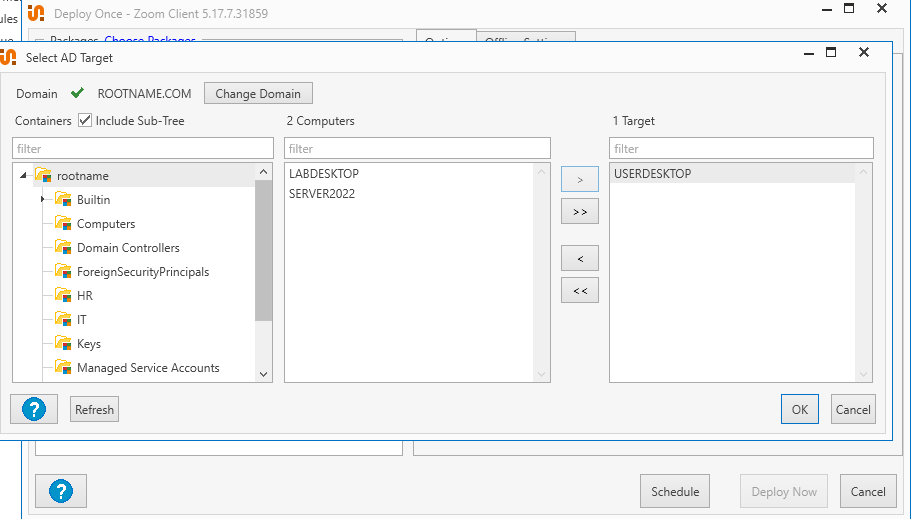 Deploy Once - Zoom Client 5.17.7.31859
Packages Choose Packages
Select AD Target
Domain ROOTNAME.COM Change Domain
Containers Include Sub-Tree 2 Computers 1 Target
filter filter filter
rootname
Builtin
Computers
Domain Controllers
ForeignSecurityPrincipals
HR
IT
Keys
Managed Service Accounts
LABDESKTOP
SERVER2022
>
>>
<
<<
USERDESKTOP
? Refresh OK Cancel
? Schedule Deploy Now Cancel